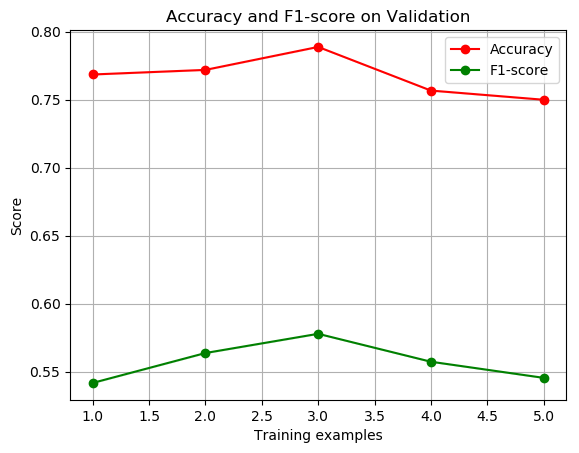 Accuracy and F1-score on Validation
Accuracy
F1-score
0.80
0.75
0.70
0.65
0.60
0.55
Score
1.0 1.5 2.0 2.5 3.0 3.5 4.0 4.5 5.0
Training examples